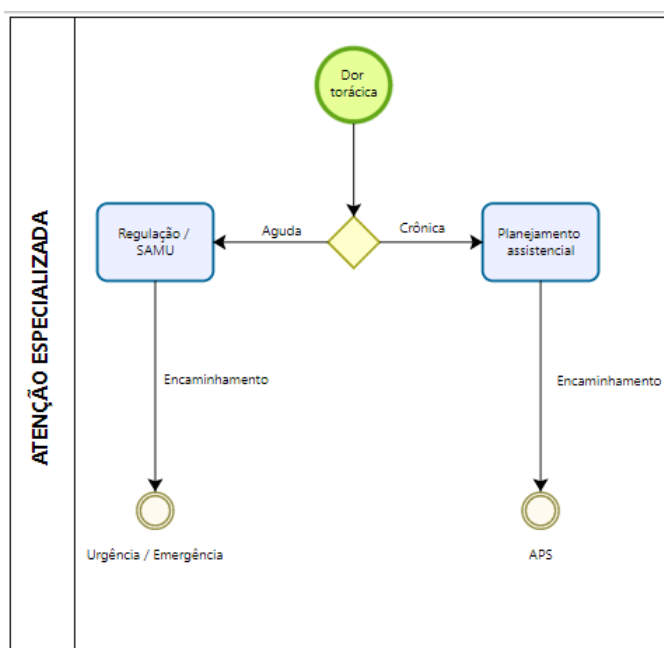 ATENÇÃO ESPECIALIZADA
Dor
torácica
Regulação /
SAMU
Aguda
Crônica
Planejamento
assistencial
Encaminhamento
Encaminhamento
Urgência / Emergência
APS